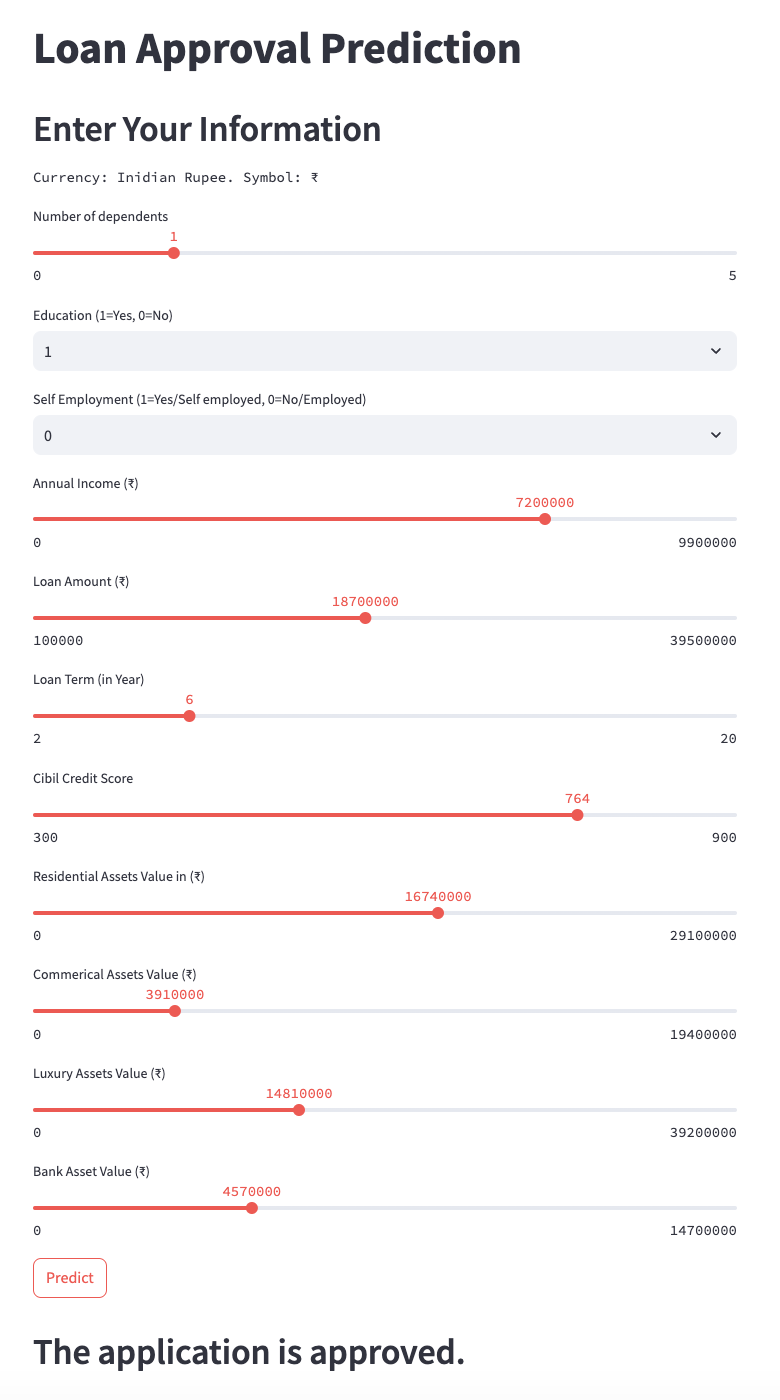 Loan Approval Prediction
Enter Your Information
Currency: Inidian Rupee. Symbol: ₹
Number of dependents
1
0 5
Education (1=Yes, 0=No)
1
Self Employment (1=Yes/Self employed, 0=No/Employed)
0
Annual Income (₹)
7200000
0 9900000
Loan Amount (₹)
18700000
100000 39500000
Loan Term (in Year)
6
2 20
Cibil Credit Score
764
300 900
Residential Assets Value in (₹)
16740000
0 29100000
Commerical Assets Value (₹)
3910000
0 19400000
Luxury Assets Value (₹)
14810000
0 39200000
Bank Asset Value (₹)
4570000
0 14700000
Predict
The application is approved.